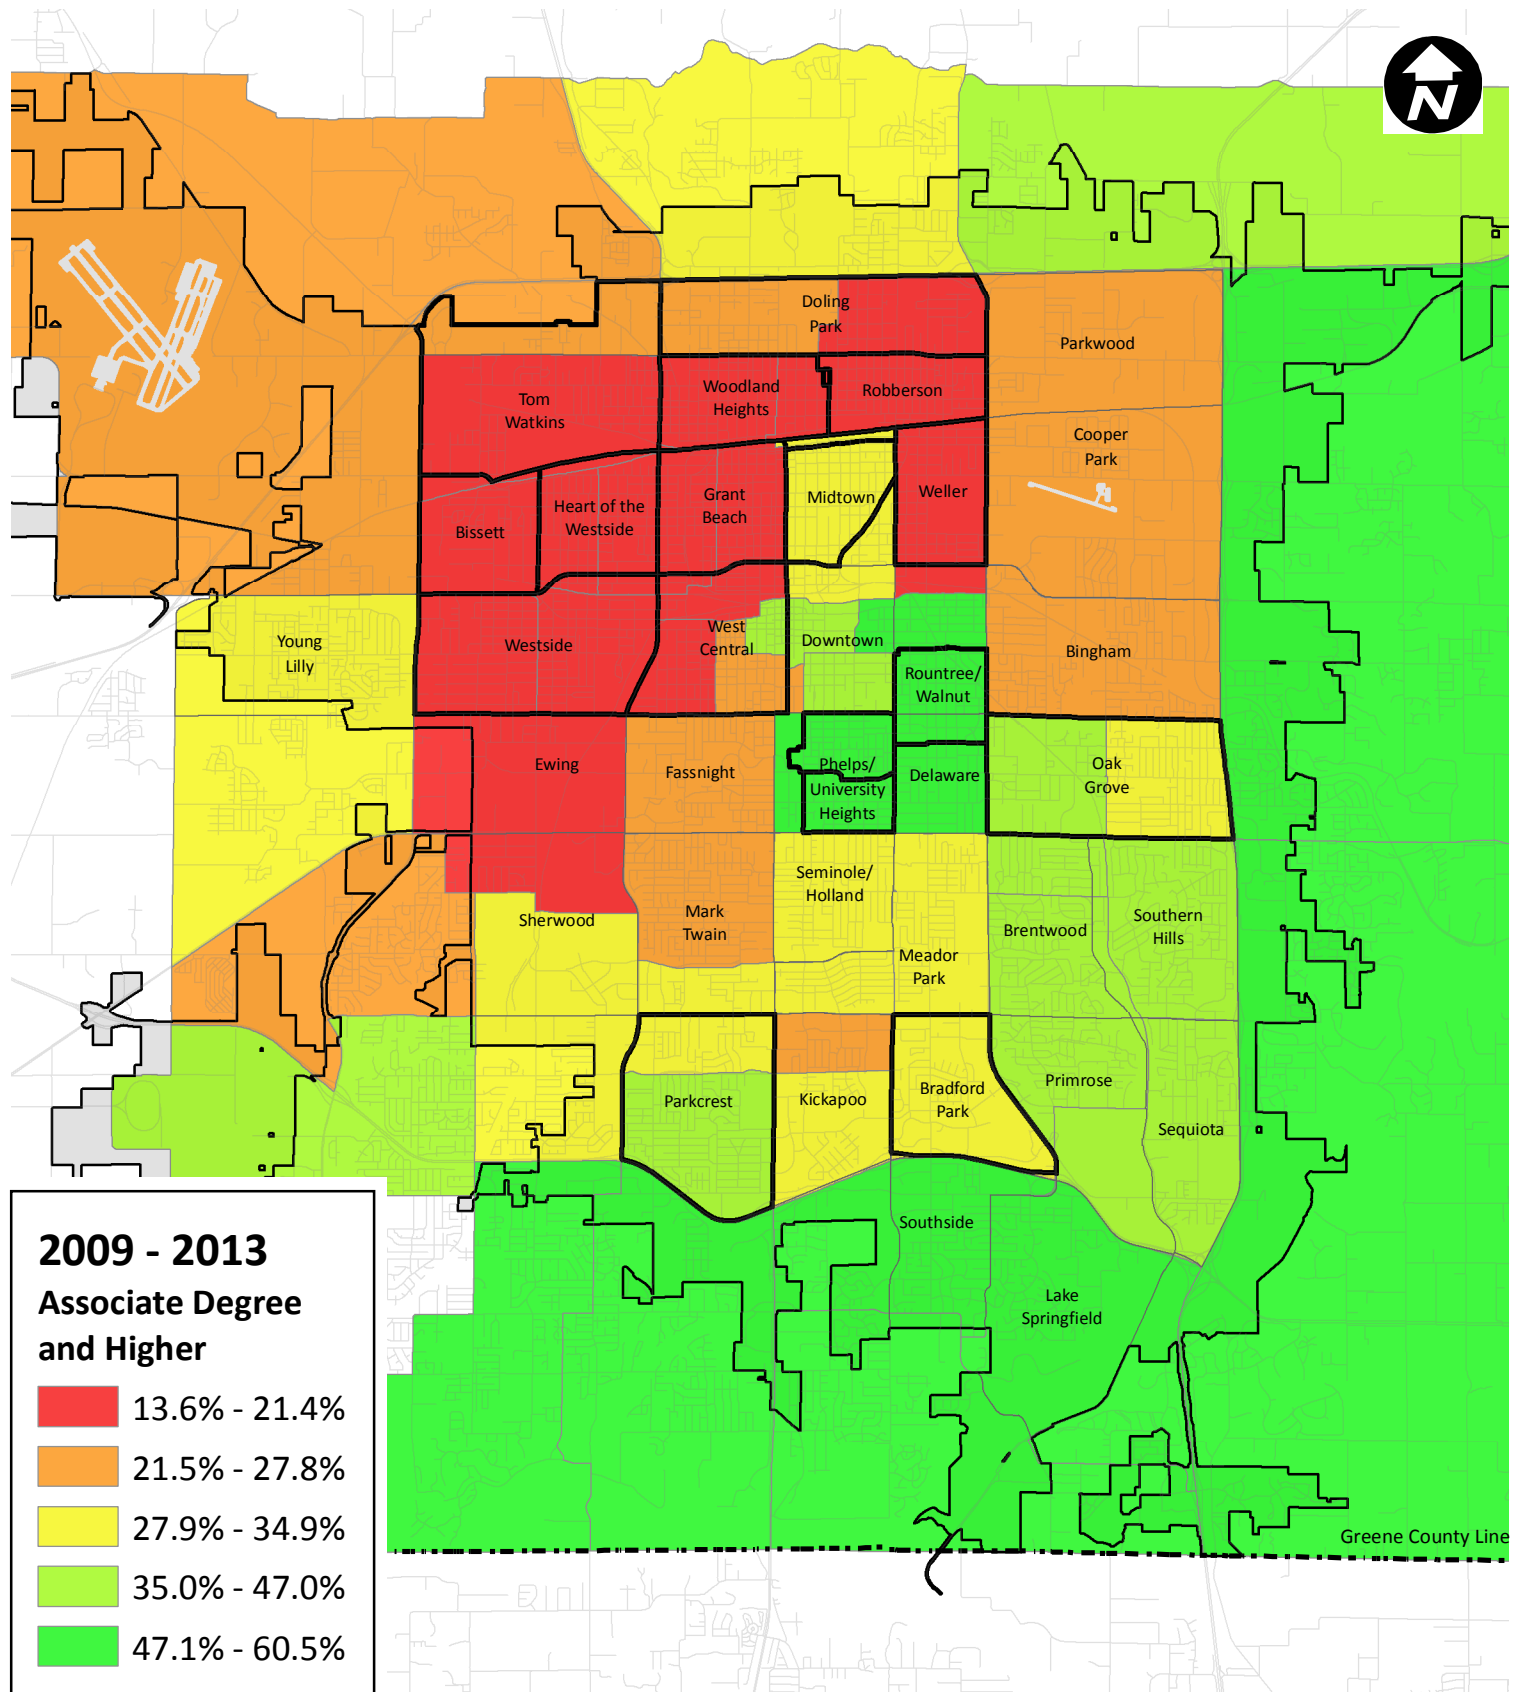 N
Doling
Park
Parkwood
Tom
Watkins
Woodland
Heights
Robberson
Cooper
Park
Bissett
Heart of the
Westside
Grant
Beach
Midtown
Weller
Young
Lilly
Westside
West
Central
Downtown
Bingham
Rountree/
Walnut
Ewing
Fassnight
Phelps/
University
Heights
Delaware
Oak
Grove
Seminole/
Holland
Sherwood
Mark
Twain
Meador
Park
Brentwood
Southern
Hills
Parkcrest
Kickapoo
Bradford
Park
Primrose
Sequiota
Southside
Lake
Springfield
Greene County Line
2009 - 2013
Associate Degree
and Higher
13.6% - 21.4%
21.5% - 27.8%
27.9% - 34.9%
35.0% - 47.0%
47.1% - 60.5%